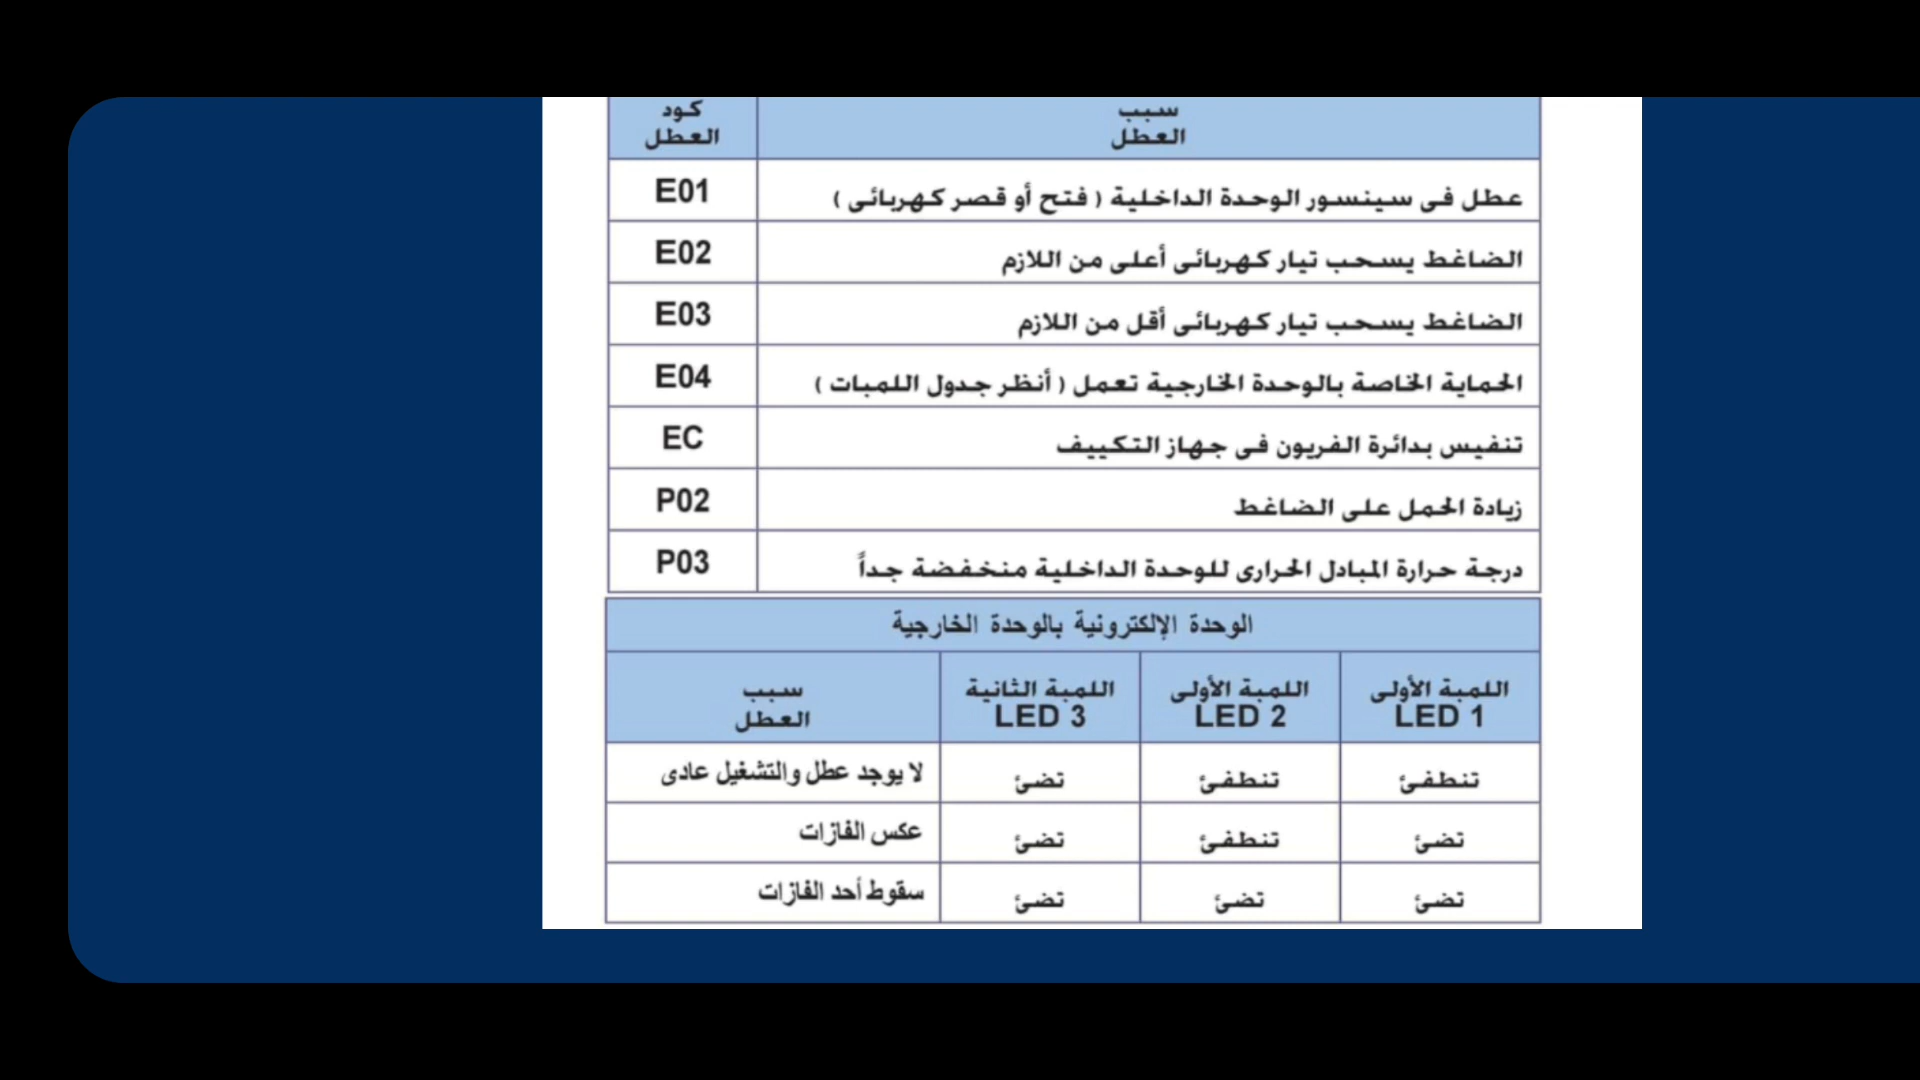 كود
العطل
سبب
العطل
E01
عطل فى سينسور الوحدة الداخلية ( فتح أو قصر كهربائى )
E02
الضاغط يسحب تيار كهربائى أعلى من اللازم
E03
الضاغط يسحب تيار كهربائى أقل من اللازم
E04
الحماية الخاصة بالوحدة الخارجية تعمل ( أنظر جدول اللمبات )
EC
تنفيس بدائرة الفريون فى جهاز التكييف
P02
زيادة الحمل على الضاغط
P03
درجة حرارة المبادل الحرارى للوحدة الداخلية منخفضة جداً
الوحدة الإلكترونية بالوحدة الخارجية
اللمبة الأولى
LED 1
اللمبة الأولى
LED 2
اللمبة الثانية
LED 3
سبب
العطل
تنطفئ
تنطفئ
تضئ
لا يوجد عطل والتشغيل عادى
تضئ
تنطفئ
تضئ
عكس الفازات
تضئ
تضئ
تضئ
سقوط أحد الفازات